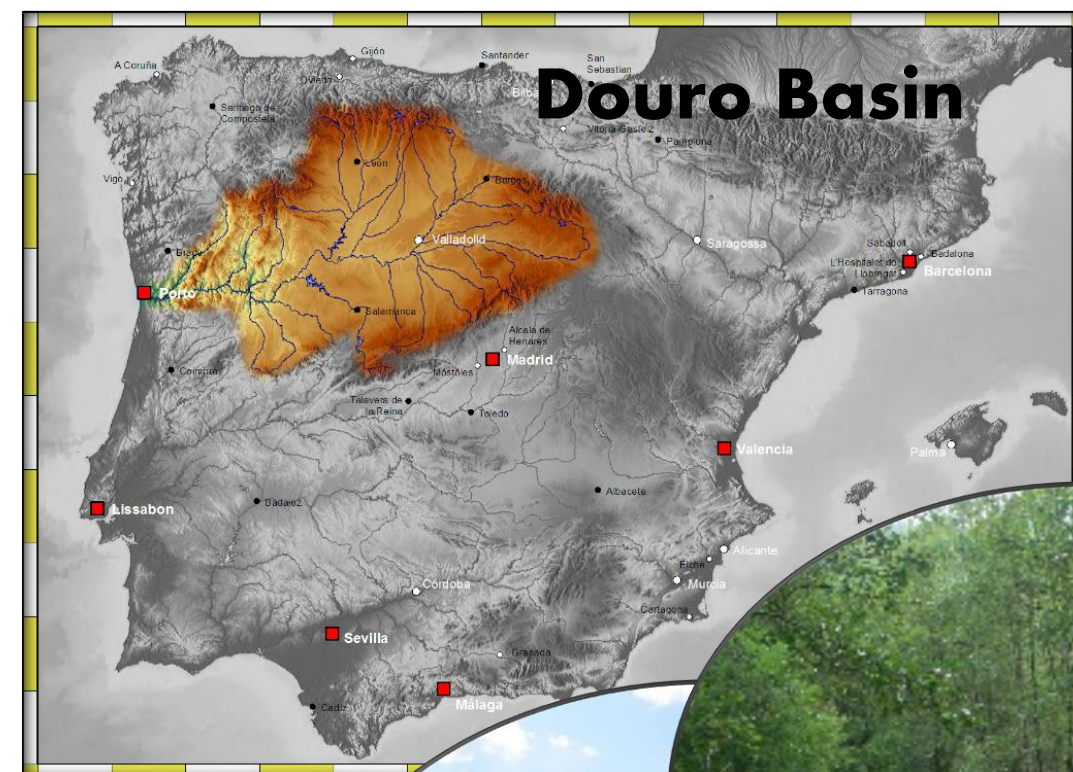 Douro Basin
Gijón
A Coruña
Santander
San
Sebastian
Oviedo
Bilba
Santiago de
Compostela
Vitoria-Gasteiz
Pamplona
León
Vigo
Burgos
Valladolid
Saragossa
Braga
Sabadell
Badalona
L'Hospitalet de
Llobregat
Barcelona
Porto
Tarragona
Salamanca
Alcalá de
Henares
Madrid
Móstoles
Coimbra
Talavera de
la Reina
Toledo
Valencia
Palma
Albacete
Badajoz
Lissabon
Alicante
Elche
Murcia
Córdoba
Cartagena
Sevilla
Granada
Málaga
Cadiz